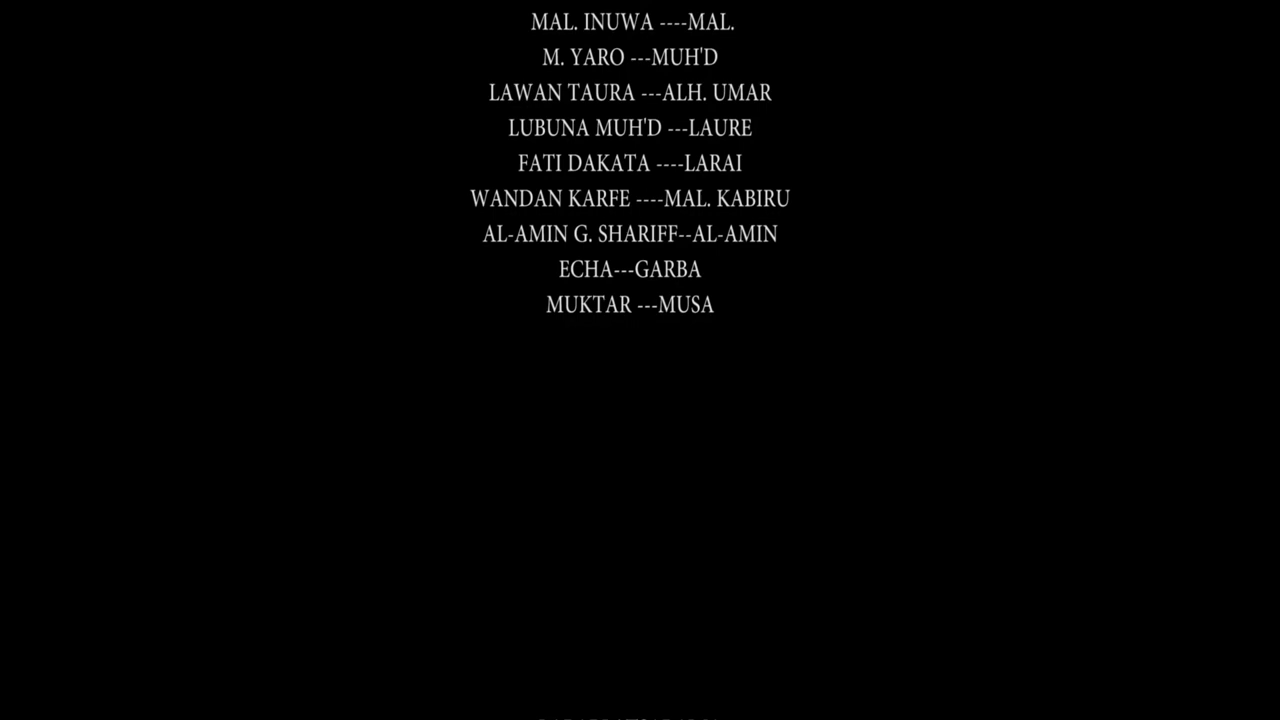 MAL. INUWA ----MAL.
M. YARO ---MUH'D
LAWAN TAURA ---ALH. UMAR
LUBUNA MUH'D ---LAURE
FATI DAKATA ----LARAI
WANDAN KARFE ----MAL. KABIRU
AL-AMIN G. SHARIFF--AL-AMIN
ECHA---GARBA
MUKTAR ---MUSA